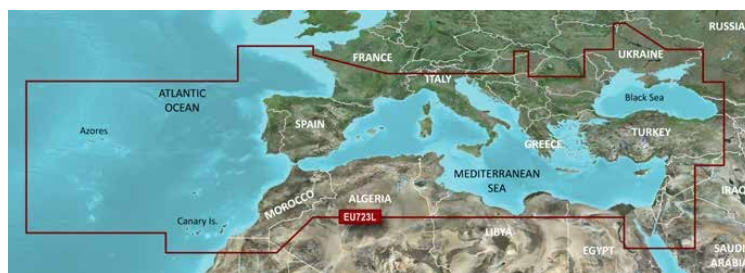 RUSSIA
UKRAINE
FRANCE
ITALY
ATLANTIC
OCEAN
Black Sea
Azores
SPAIN
GREECE
TURKEY
MEDITERRANEAN
SEA
MOROCCO
ALGERIA
IRAQ
Canary Is.
EU723L
LIBYA
EGYPT
SAUDI
ARABIA